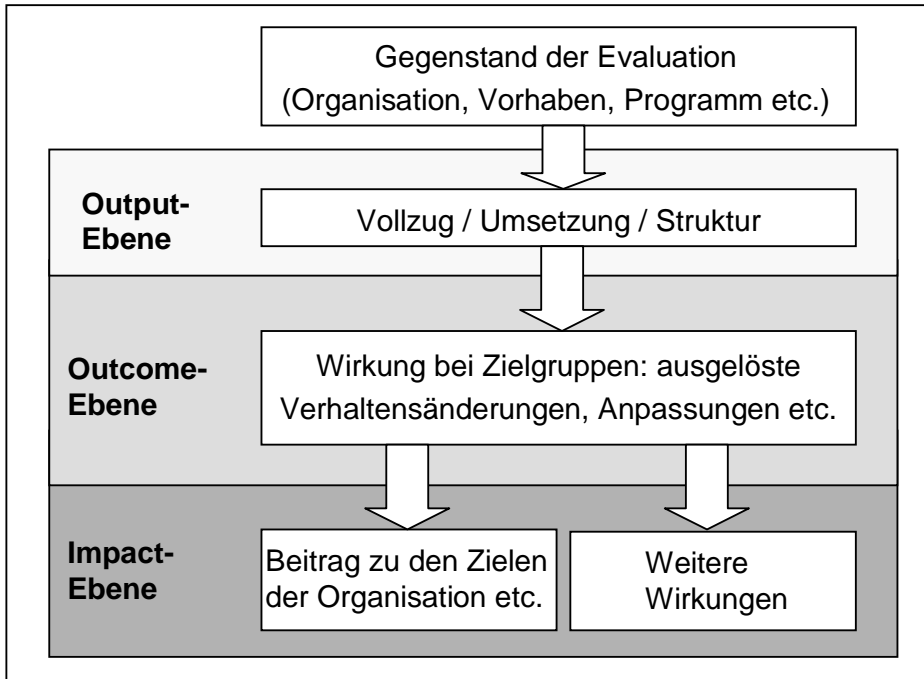 Gegenstand der Evaluation
(Organisation, Vorhaben, Programm etc.)
Output-
Ebene
Vollzug / Umsetzung / Struktur
Outcome-
Ebene
Wirkung bei Zielgruppen: ausgelöste
Verhaltensänderungen, Anpassungen etc.
Impact-
Ebene
Beitrag zu den Zielen
der Organisation etc.
Weitere
Wirkungen